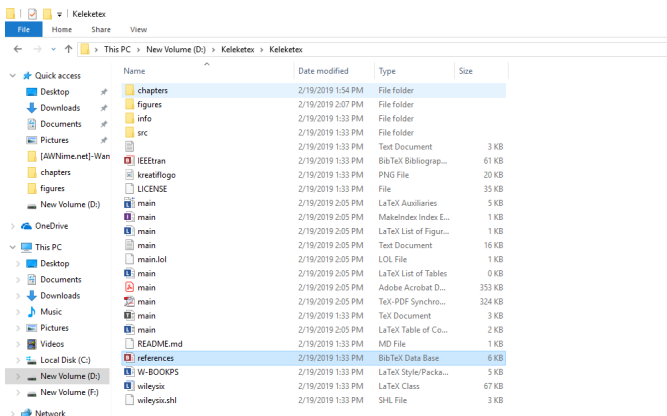 Keleketex
File Home Share View
This PC > New Volume (D:) > Keleketex > Keleketex
Name Date modified Type Size
Quick access
Desktop
Downloads
Documents
Pictures
[AWNime.net]-Wan
chapters
figures
New Volume (D:)
OneDrive
This PC
Desktop
Documents
Downloads
Music
Pictures
Videos
Local Disk (C:)
New Volume (D:)
New Volume (F:)
Network
chapters 2/19/2019 1:54 PM File folder
figures 2/19/2019 2:07 PM File folder
info 2/19/2019 1:33 PM File folder
src 2/19/2019 1:33 PM File folder
2/19/2019 1:33 PM Text Document 3 KB
IEEEtran 2/19/2019 1:33 PM BibTeX Bibliograp... 61 KB
kreatiflogo 2/19/2019 1:33 PM PNG File 20 KB
LICENSE 2/19/2019 1:33 PM File 35 KB
main 2/19/2019 2:05 PM LaTeX Auxiliaries 5 KB
main 2/19/2019 2:05 PM MakeIndex Index E... 1 KB
main 2/19/2019 2:05 PM LaTeX List of Figur... 1 KB
main 2/19/2019 2:05 PM Text Document 16 KB
main.lol 2/19/2019 2:05 PM LOL File 1 KB
main 2/19/2019 2:05 PM LaTeX List of Tables 0 KB
main 2/19/2019 2:05 PM Adobe Acrobat D... 353 KB
main 2/19/2019 2:05 PM TeX-PDF Synchro... 324 KB
main 2/19/2019 1:33 PM TeX Document 3 KB
main 2/19/2019 2:05 PM LaTeX Table of Co... 2 KB
README.md 2/19/2019 1:33 PM MD File 1 KB
references 2/19/2019 1:33 PM BibTeX Data Base 6 KB
W-BOOKPS 2/19/2019 1:33 PM LaTeX Style/Packa... 5 KB
wileysix 2/19/2019 1:33 PM LaTeX Class 67 KB
wileysix.shl 2/19/2019 1:33 PM SHL File 3 KB